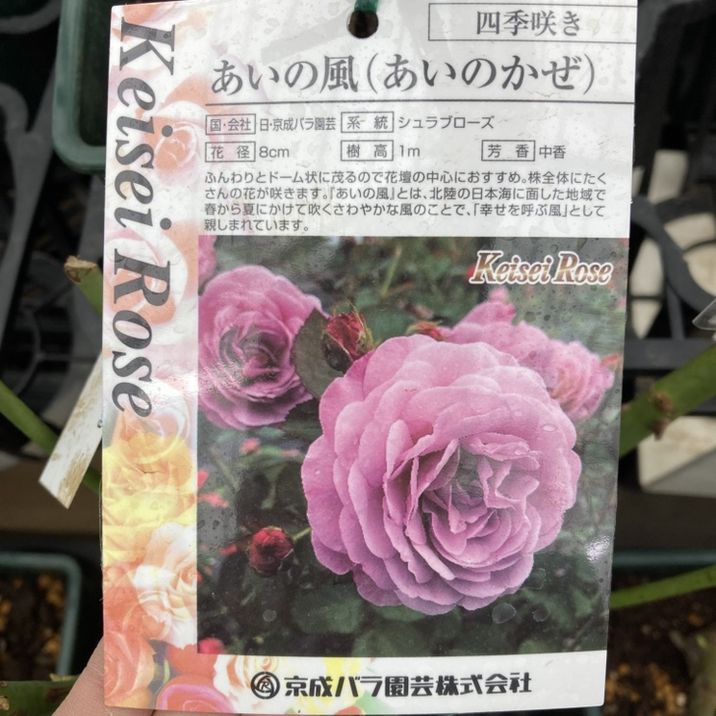 四季咲き
あいの風(あいのかぜ)
国・会社 日・京成バラ園芸 系統 シュラブローズ
花径 8cm 樹高 1m 芳香 中香
ふんわりとドーム状に茂るので花壇の中心におすすめ。株全体にたく
さんの花が咲きます。『あいの風』とは、北陸の日本海に面した地域で
春から夏にかけて吹くさわやかな風のことで、「幸せを呼ぶ風」として
親しまれています。
Keisei Rose
Keisei Rose
京成バラ園芸株式会社